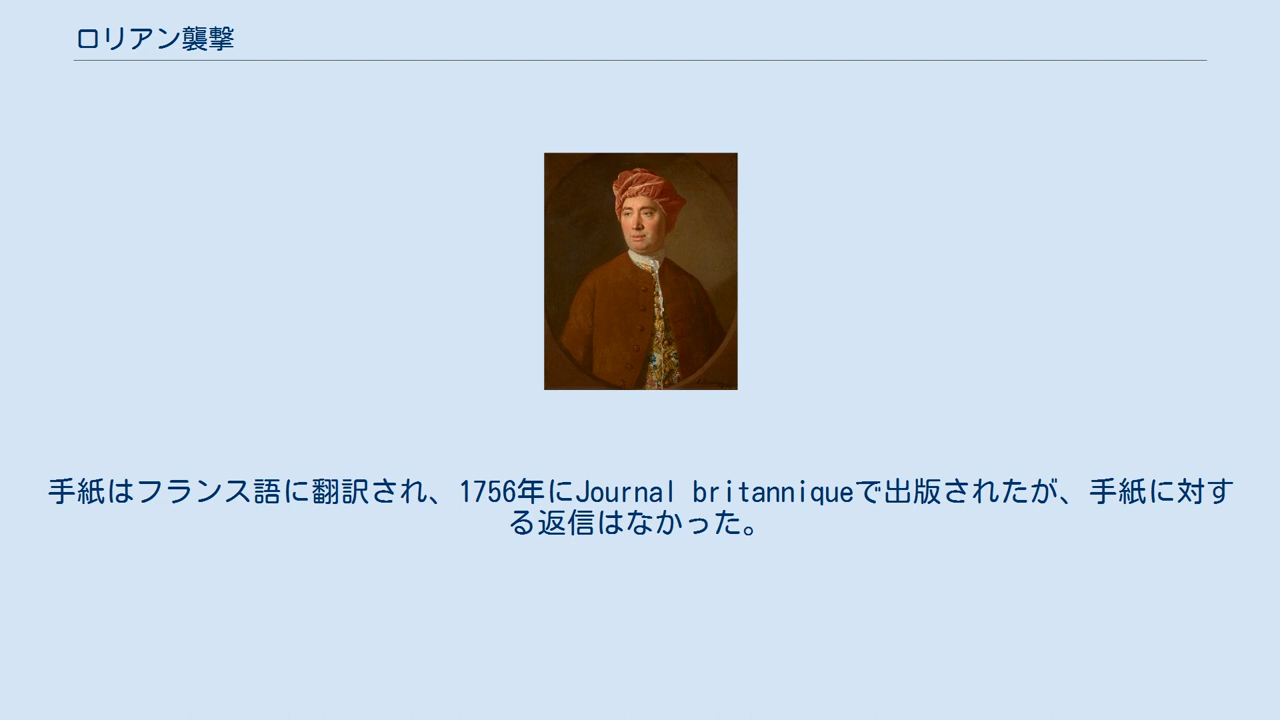 ロリアン襲撃
手紙はフランス語に翻訳され、1756年にJournal britanniqueで出版されたが、手紙に対す
る返信はなかった。